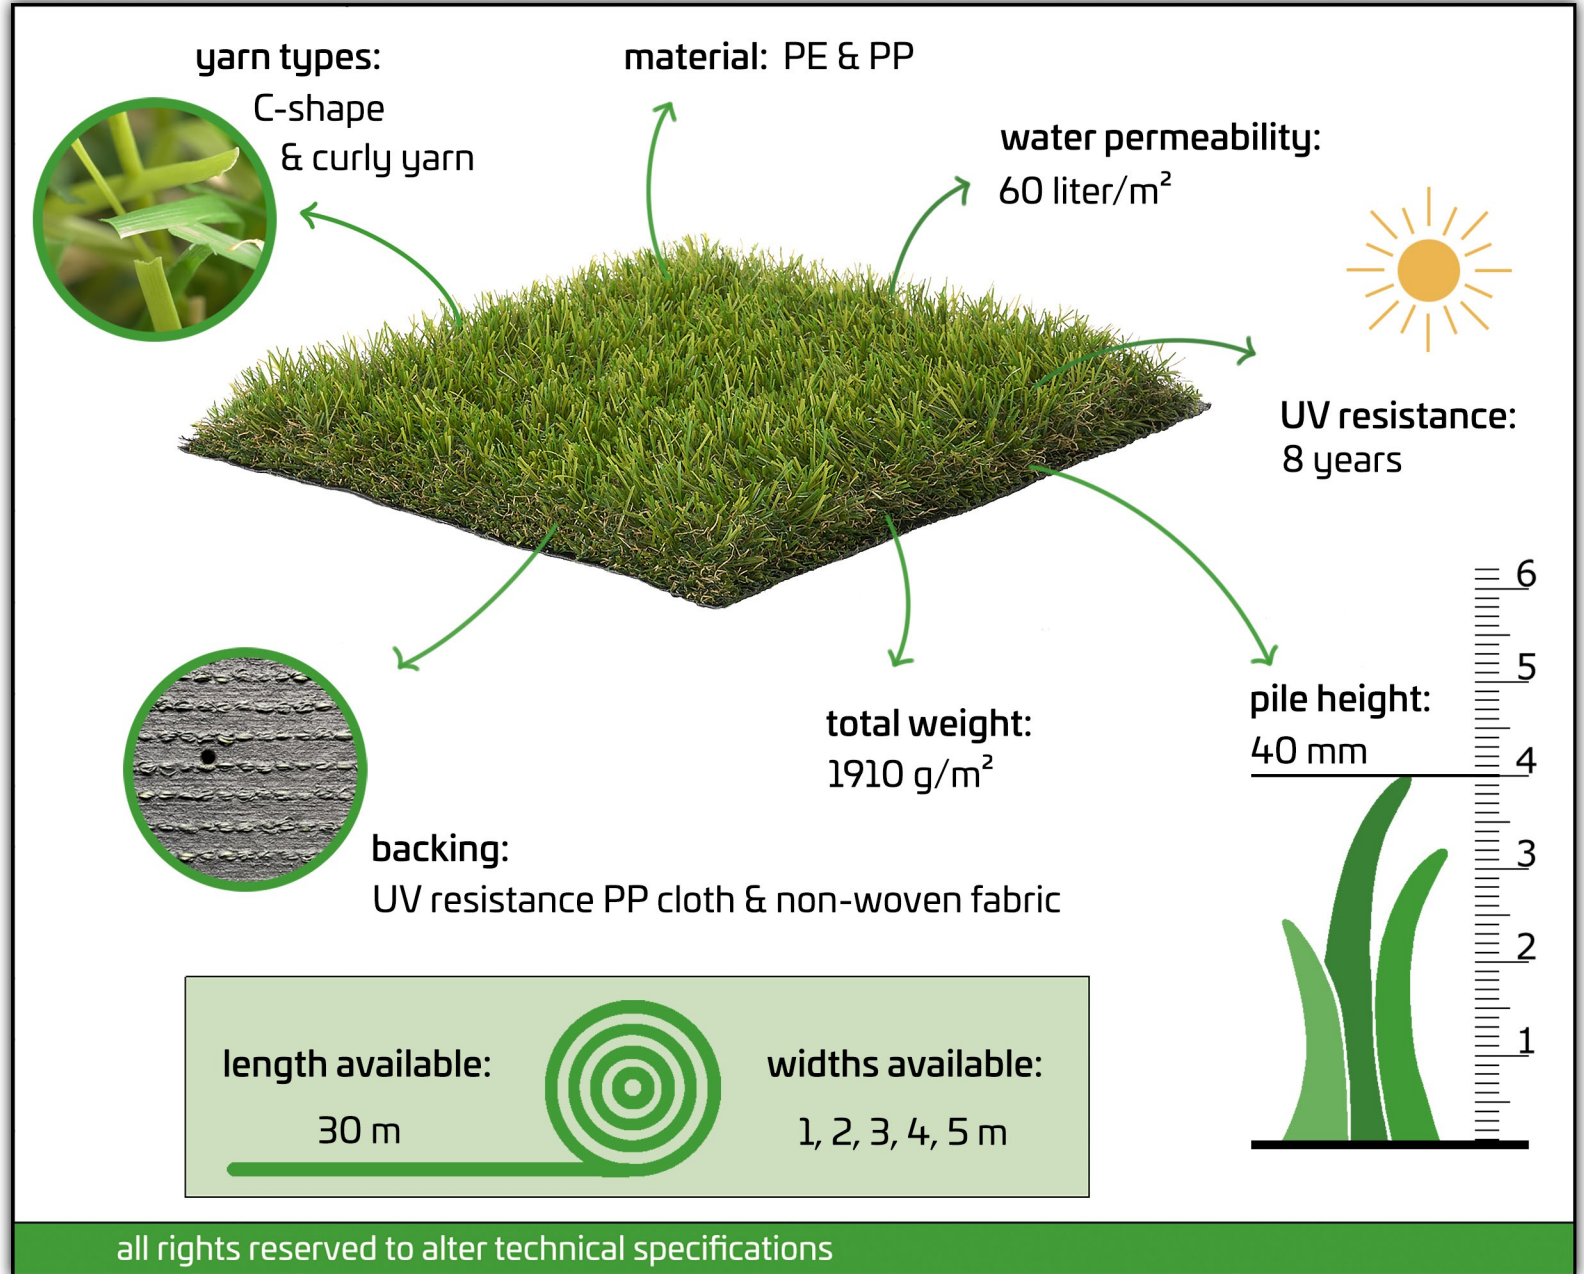 yarn types:
C-shape
& curly yarn
material: PE & PP
water permeability:
60 liter/m²
UV resistance:
8 years
pile height:
40 mm
6
5
4
3
2
1
total weight:
1910 g/m²
backing:
UV resistance PP cloth & non-woven fabric
length available:
30 m
widths available:
1, 2, 3, 4, 5 m
all rights reserved to alter technical specifications